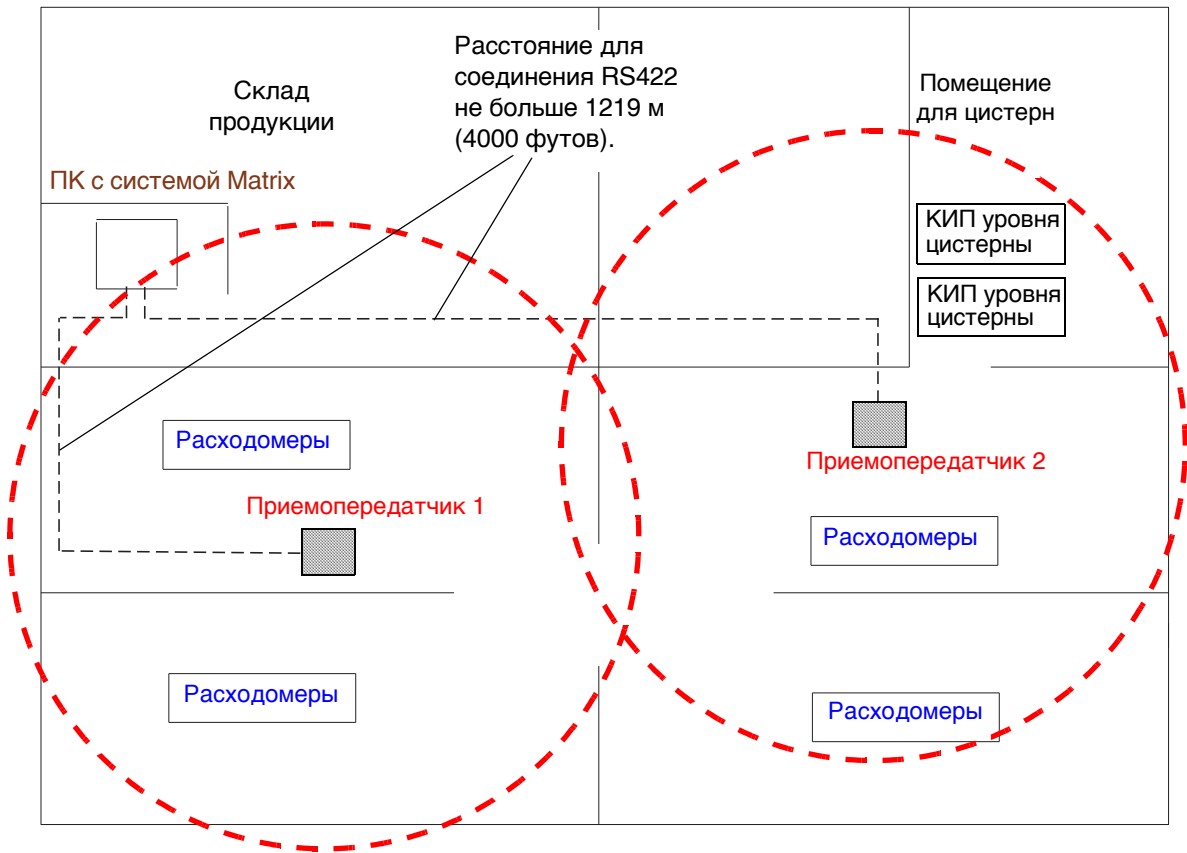 Расстояние для
соединения RS422
не больше 1219 м
(4000 футов).
Склад
продукции
Помещение
для цистерн
ПК с системой Matrix
КИП уровня
цистерны
КИП уровня
цистерны
Расходомеры
Приемопередатчик 2
Приемопередатчик 1
Расходомеры
Расходомеры
Расходомеры